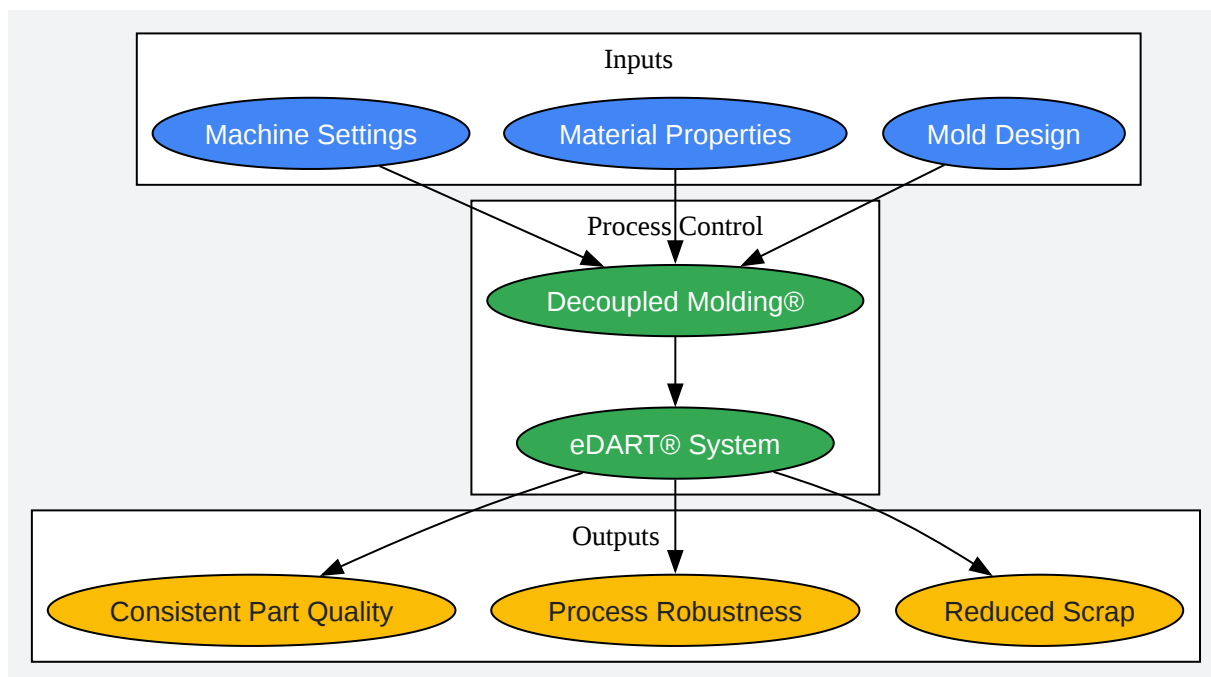 Inputs
Machine Settings
Material Properties
Mold Design
Process Control
Decoupled Molding®
eDART® System
Outputs
Consistent Part Quality
Process Robustness
Reduced Scrap